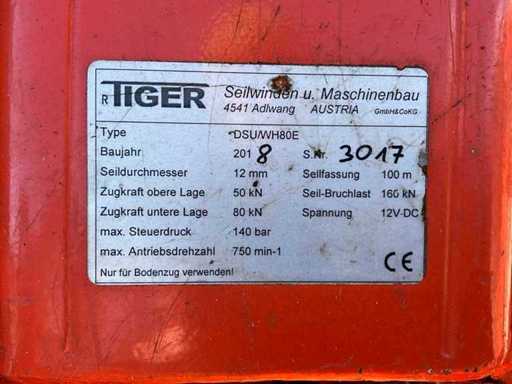 R TIGER Seilwinden u. Maschinenbau
4541 Adlwang AUSTRIA GmbH&CoKG
Type DSU/WH80E
Baujahr 2018 S.Nr. 3017
Seildurchmesser 12 mm Seilfassung 100 m
Zugkraft obere Lage 50 kN Seil-Bruchlast 160 kN
Zugkraft untere Lage 80 kN Spannung 12V-DC
max. Steuerdruck 140 bar
max. Antriebsdrehzahl 750 min-1
Nur für Bodenzug verwenden! CE